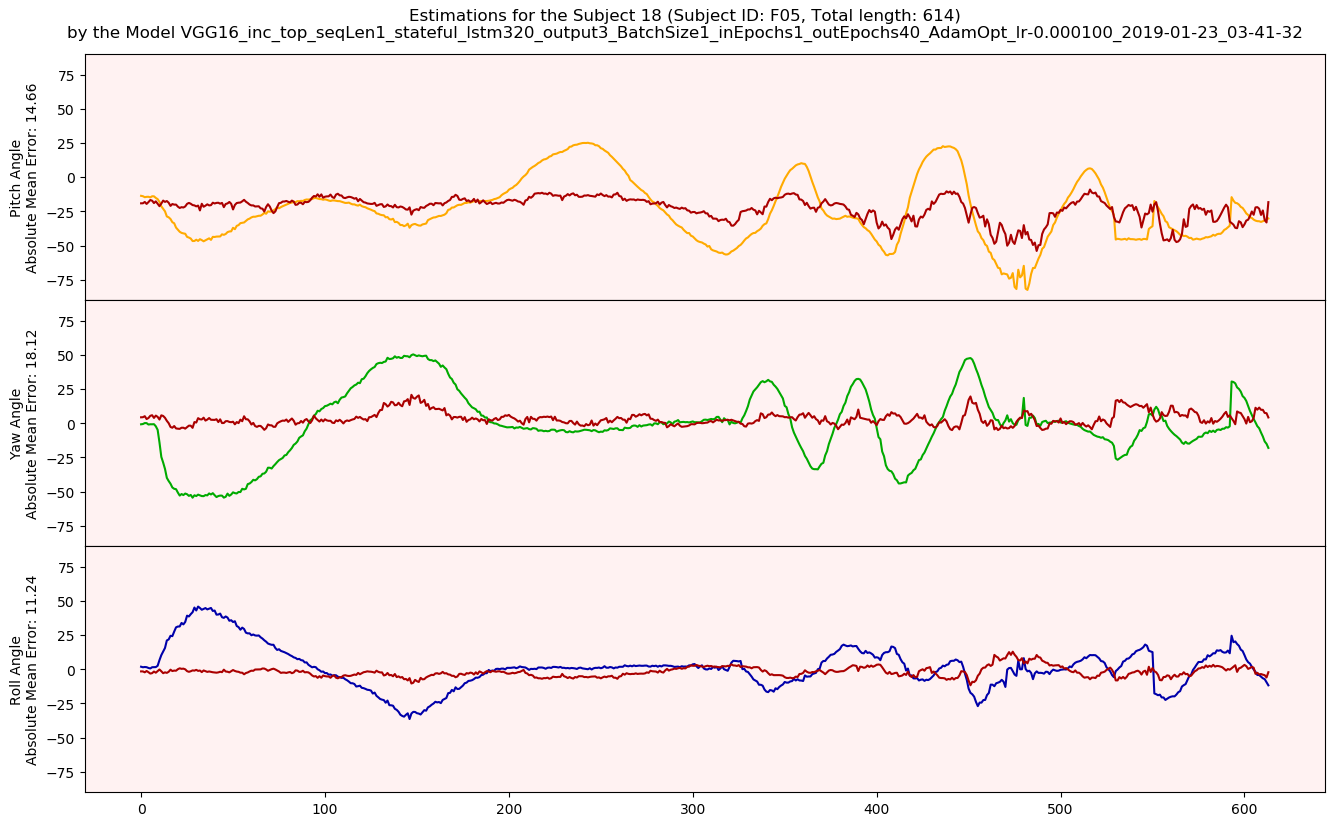 Estimations for the Subject 18 (Subject ID: F05, Total length: 614)
by the Model VGG16_inc_top_seqLen1_stateful_lstm320_output3_BatchSize1_inEpochs1_outEpochs40_AdamOpt_lr-0.000100_2019-01-23_03-41-32
Pitch Angle
Absolute Mean Error: 14.66
75
50
25
0
−25
−50
−75
Yaw Angle
Absolute Mean Error: 18.12
75
50
25
0
−25
−50
−75
Roll Angle
Absolute Mean Error: 11.24
75
50
25
0
−25
−50
−75
0 100 200 300 400 500 600